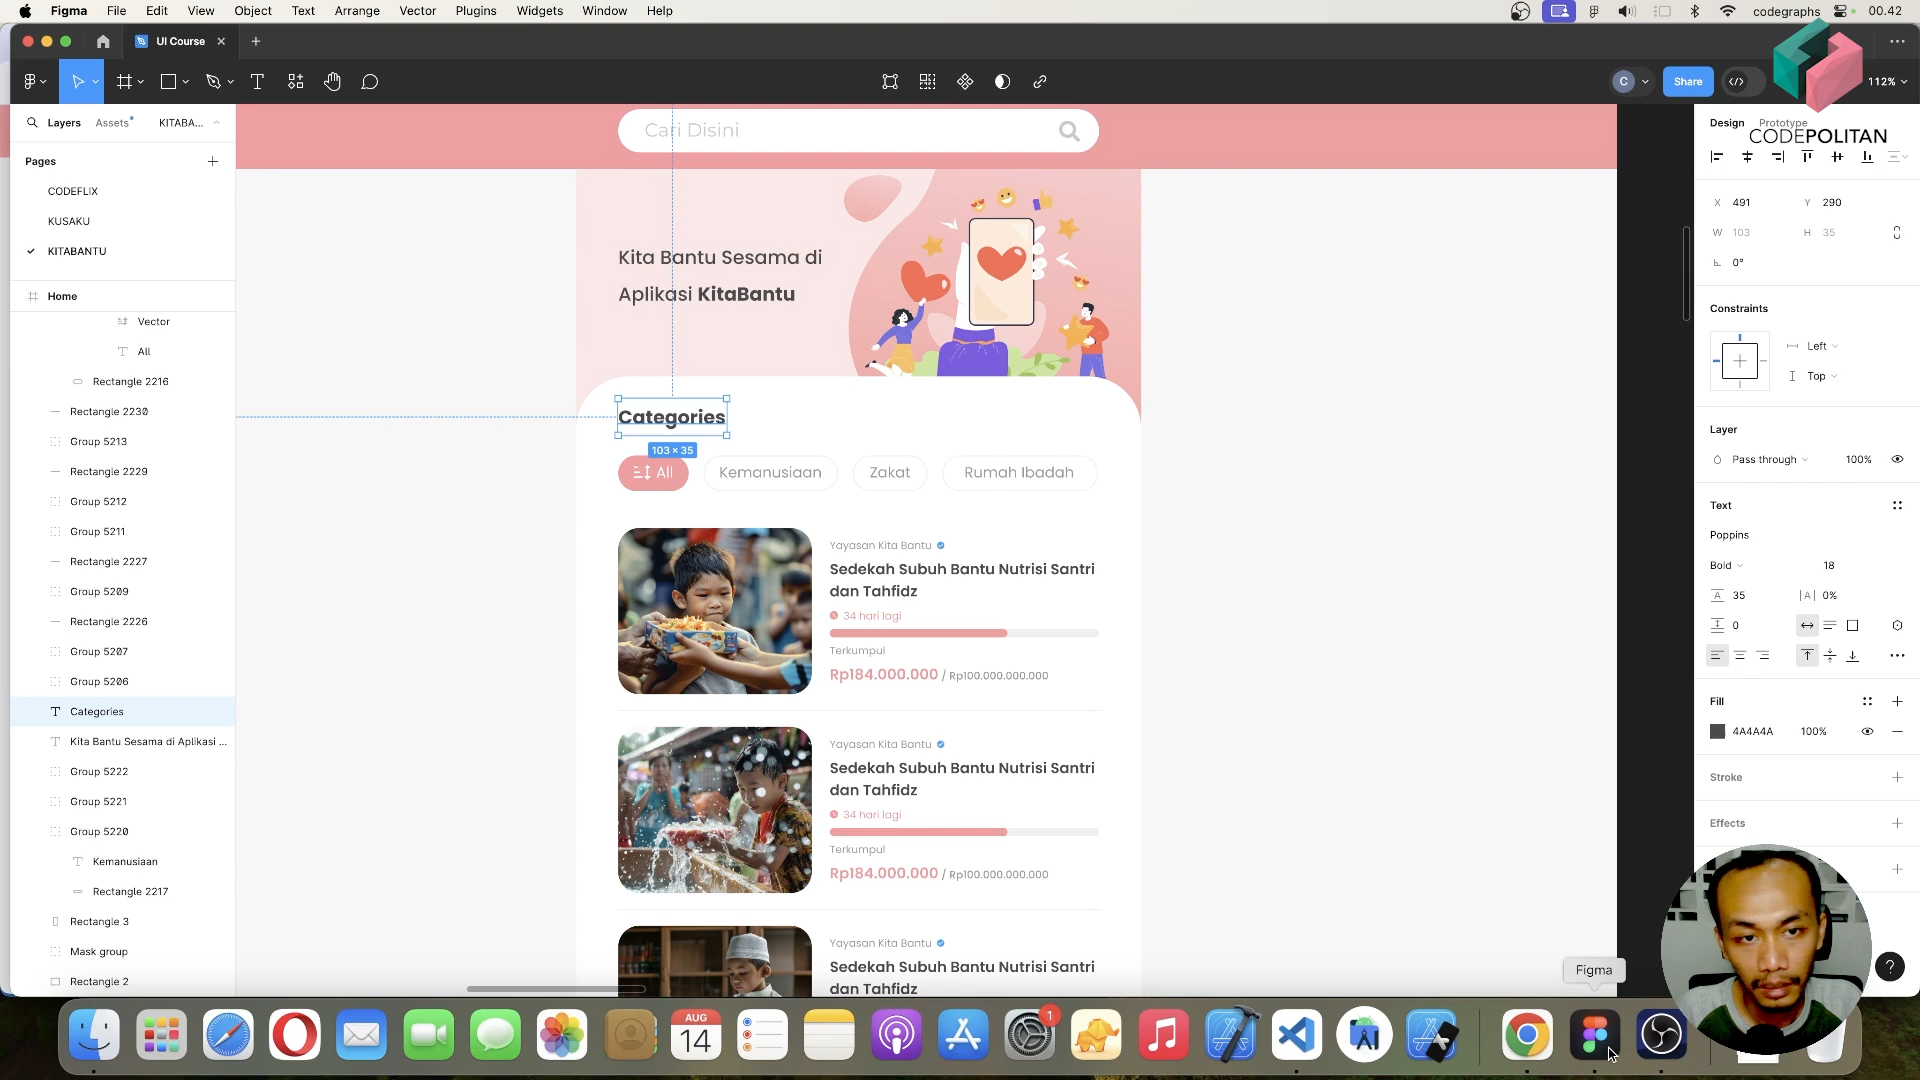 Figma File Edit View Object Text Arrange Vector Plugins Widgets Window Help
codegraphs 00.42
UI Course
C Share 112%
Layers Assets KITABA...
Pages
CODEFLIX
KUSAKU
KITABANTU
Home
Vector
All
Rectangle 2216
Rectangle 2230
Group 5213
Rectangle 2229
Group 5212
Group 5211
Rectangle 2227
Group 5209
Rectangle 2226
Group 5207
Group 5206
Categories
Kita Bantu Sesama di Aplikasi ...
Group 5222
Group 5221
Group 5220
Kemanusiaan
Rectangle 2217
Rectangle 3
Mask group
Rectangle 2
Cari Disini
Kita Bantu Sesama di
Aplikasi KitaBantu
Categories
103 × 35
All Kemanusiaan Zakat Rumah Ibadah
Yayasan Kita Bantu
Sedekah Subuh Bantu Nutrisi Santri
dan Tahfidz
34 hari lagi
Terkumpul
Rp184.000.000 / Rp100.000.000.000
Yayasan Kita Bantu
Sedekah Subuh Bantu Nutrisi Santri
dan Tahfidz
34 hari lagi
Terkumpul
Rp184.000.000 / Rp100.000.000.000
Yayasan Kita Bantu
Sedekah Subuh Bantu Nutrisi Santri
dan Tahfidz
Design Prototype
CODEPOLITAN
X 491 Y 290
W 103 H 35
0°
Constraints
Left
Top
Layer
Pass through 100%
Text
Poppins
Bold 18
35 |A| 0%
0
Fill
4A4A4A 100%
Stroke
Effects
?
Figma
AUG
14
1